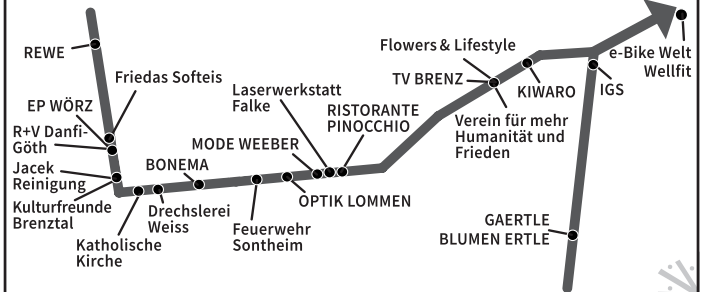 REWE
Friedas Softeis
EP WÖRZ
R+V Danfi-
Göth
Jacek
Reinigung
Kulturfreunde
Brenztal
Katholische
Kirche
Drechslerei
Weiss
BONEMA
Feuerwehr
Sontheim
MODE WEEBER
OPTIK LOMMEN
Laserwerkstatt
Falke
RISTORANTE
PINOCCHIO
Flowers & Lifestyle
TV BRENZ
Verein für mehr
Humanität und
Frieden
KIWARO
IGS
e-Bike Welt
Wellfit
GAERTLE
BLUMEN ERTLE